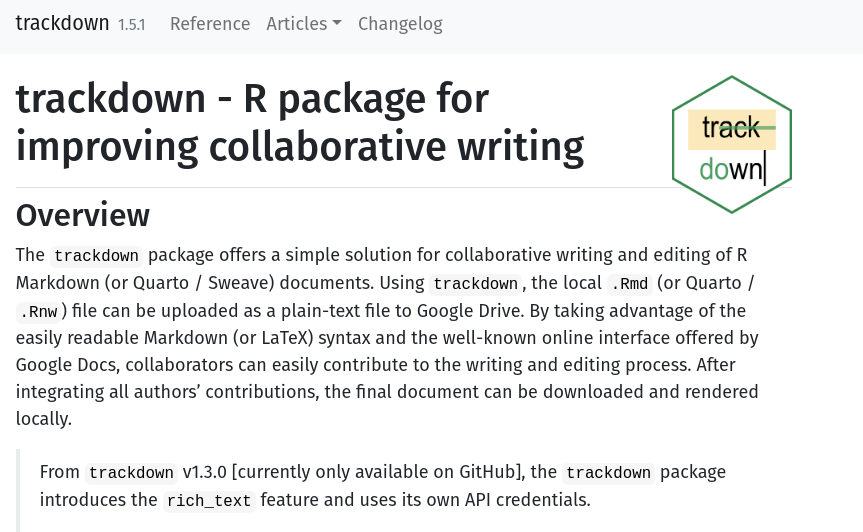 trackdown 1.5.1 Reference Articles Changelog
trackdown - R package for
improving collaborative writing
track
down
Overview
The trackdown package offers a simple solution for collaborative writing and editing of R
Markdown (or Quarto / Sweave) documents. Using trackdown, the local .Rmd (or Quarto /
.Rnw) file can be uploaded as a plain-text file to Google Drive. By taking advantage of the
easily readable Markdown (or LaTeX) syntax and the well-known online interface offered by
Google Docs, collaborators can easily contribute to the writing and editing process. After
integrating all authors’ contributions, the final document can be downloaded and rendered
locally.
From trackdown v1.3.0 [currently only available on GitHub], the trackdown package
introduces the rich_text feature and uses its own API credentials.